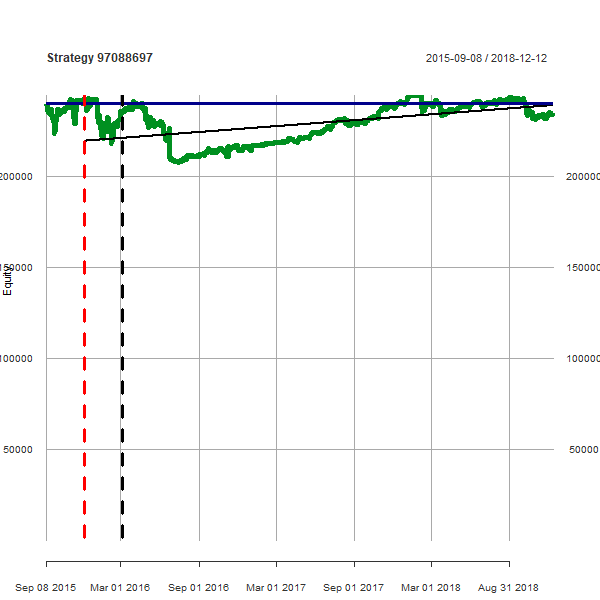 Strategy 97088697 2015-09-08 / 2018-12-12
200000 200000
150000 150000
Equity
100000 100000
50000 50000
Sep 08 2015 Mar 01 2016 Sep 01 2016 Mar 01 2017 Sep 01 2017 Mar 01 2018 Aug 31 2018